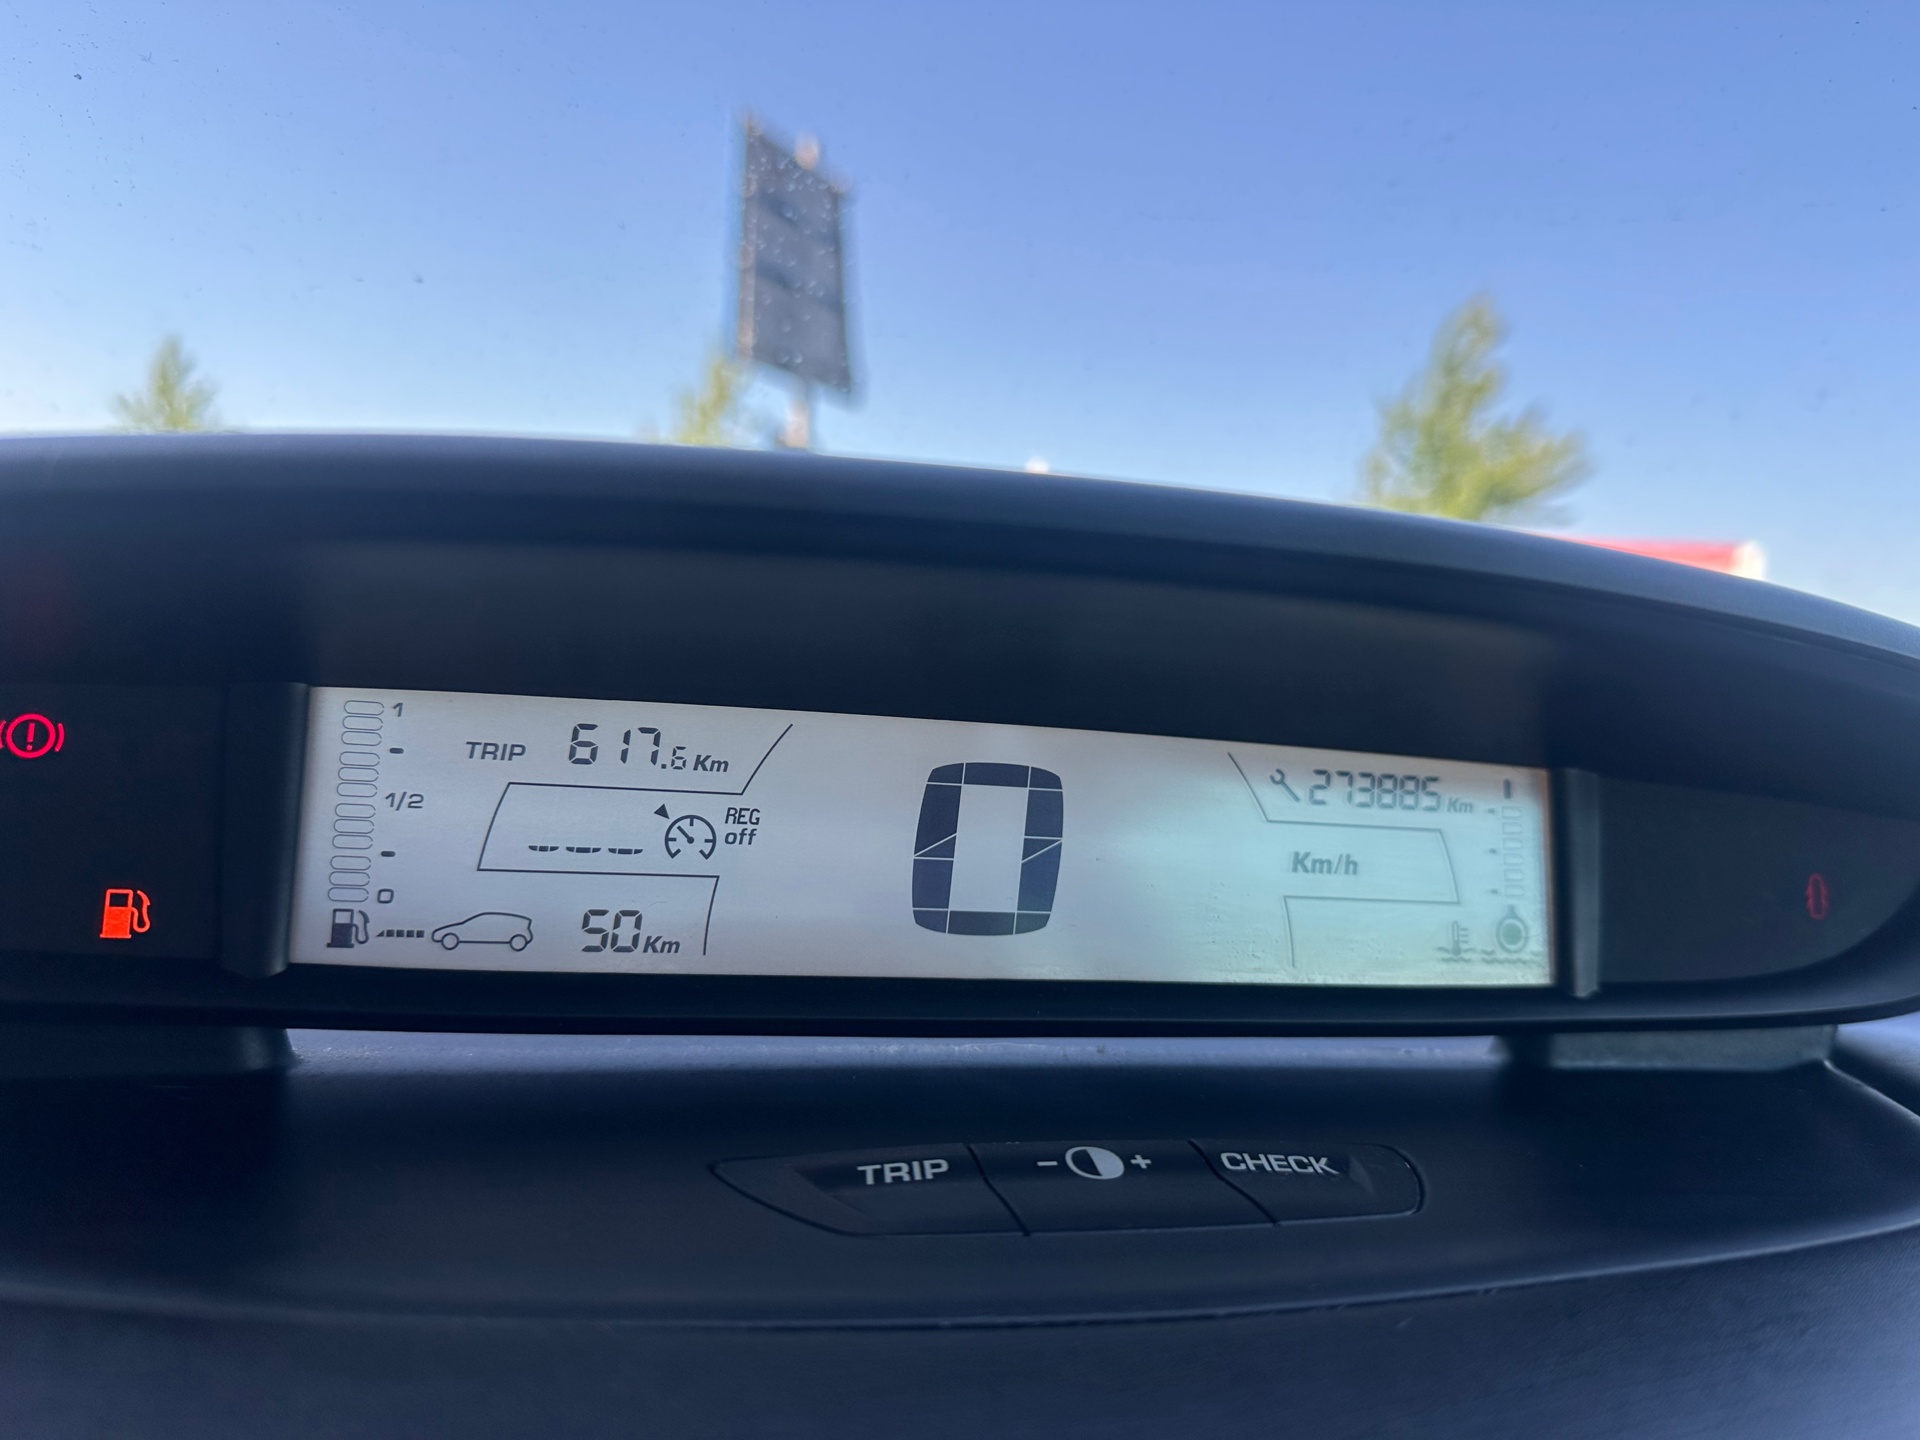 1
TRIP 617.6 Km
1/2
REG
off
0
50 Km
0
273885 Km
Km/h
TRIP
- +
CHECK